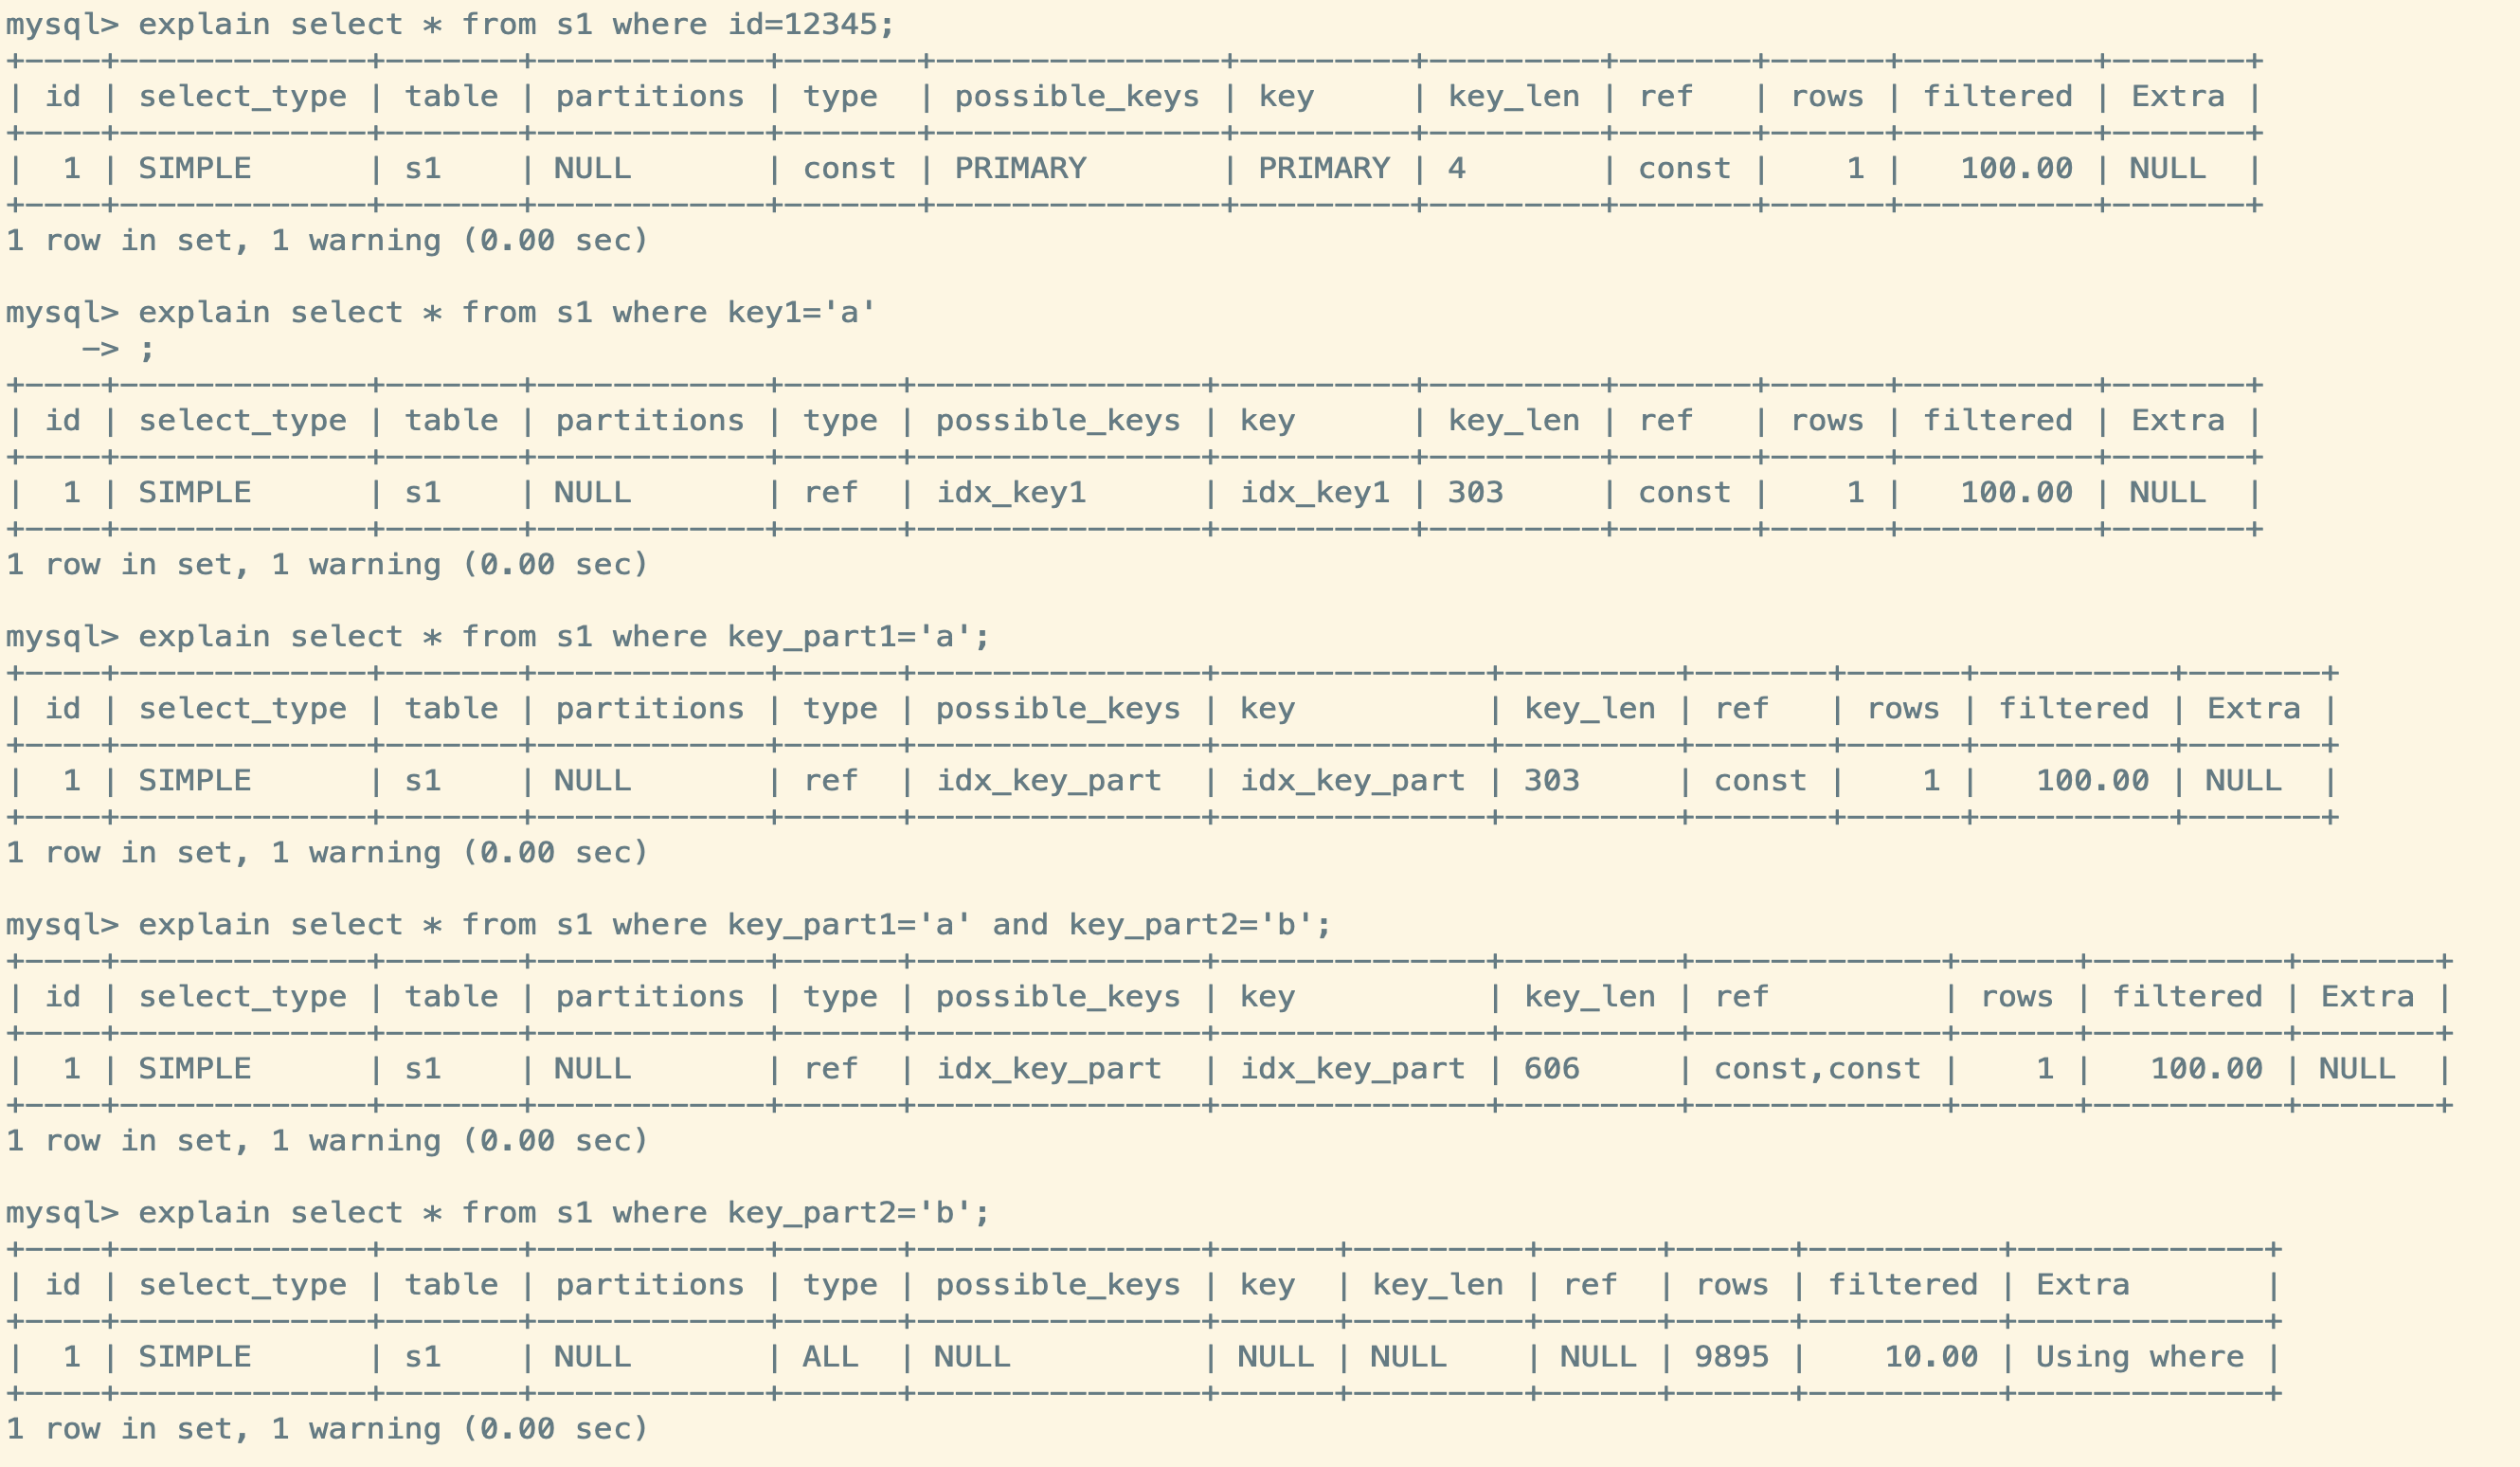 mysql> explain select * from s1 where id=12345;
+----+-------------+-------+------------+-------+---------------+---------+---------+-------+------+----------+-------+
| id | select_type | table | partitions | type  | possible_keys | key     | key_len | ref   | rows | filtered | Extra |
+----+-------------+-------+------------+-------+---------------+---------+---------+-------+------+----------+-------+
|  1 | SIMPLE      | s1    | NULL       | const | PRIMARY       | PRIMARY | 4       | const |    1 |   100.00 | NULL  |
+----+-------------+-------+------------+-------+---------------+---------+---------+-------+------+----------+-------+
1 row in set, 1 warning (0.00 sec)

mysql> explain select * from s1 where key1='a'
    -> ;
+----+-------------+-------+------------+------+---------------+----------+---------+-------+------+----------+-------+
| id | select_type | table | partitions | type | possible_keys | key      | key_len | ref   | rows | filtered | Extra |
+----+-------------+-------+------------+------+---------------+----------+---------+-------+------+----------+-------+
|  1 | SIMPLE      | s1    | NULL       | ref  | idx_key1      | idx_key1 | 303     | const |    1 |   100.00 | NULL  |
+----+-------------+-------+------------+------+---------------+----------+---------+-------+------+----------+-------+
1 row in set, 1 warning (0.00 sec)

mysql> explain select * from s1 where key_part1='a';
+----+-------------+-------+------------+------+---------------+--------------+---------+-------+------+----------+-------+
| id | select_type | table | partitions | type | possible_keys | key          | key_len | ref   | rows | filtered | Extra |
+----+-------------+-------+------------+------+---------------+--------------+---------+-------+------+----------+-------+
|  1 | SIMPLE      | s1    | NULL       | ref  | idx_key_part  | idx_key_part | 303     | const |    1 |   100.00 | NULL  |
+----+-------------+-------+------------+------+---------------+--------------+---------+-------+------+----------+-------+
1 row in set, 1 warning (0.00 sec)

mysql> explain select * from s1 where key_part1='a' and key_part2='b';
+----+-------------+-------+------------+------+---------------+--------------+---------+-------------+------+----------+-------+
| id | select_type | table | partitions | type | possible_keys | key          | key_len | ref         | rows | filtered | Extra |
+----+-------------+-------+------------+------+---------------+--------------+---------+-------------+------+----------+-------+
|  1 | SIMPLE      | s1    | NULL       | ref  | idx_key_part  | idx_key_part | 606     | const,const |    1 |   100.00 | NULL  |
+----+-------------+-------+------------+------+---------------+--------------+---------+-------------+------+----------+-------+
1 row in set, 1 warning (0.00 sec)

mysql> explain select * from s1 where key_part2='b';
+----+-------------+-------+------------+------+---------------+------+---------+------+------+----------+-------------+
| id | select_type | table | partitions | type | possible_keys | key  | key_len | ref  | rows | filtered | Extra       |
+----+-------------+-------+------------+------+---------------+------+---------+------+------+----------+-------------+
|  1 | SIMPLE      | s1    | NULL       | ALL  | NULL          | NULL | NULL    | NULL | 9895 |    10.00 | Using where |
+----+-------------+-------+------------+------+---------------+------+---------+------+------+----------+-------------+
1 row in set, 1 warning (0.00 sec)